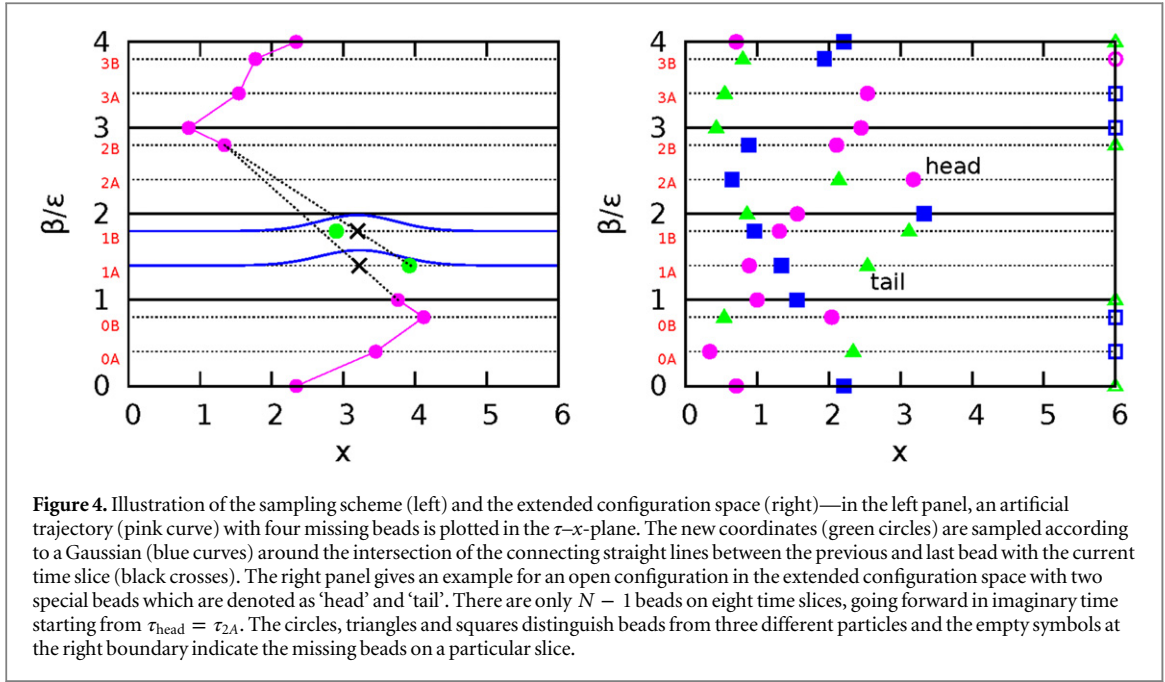 4
3B
3A
3
2B
2A
2
1B
1A
1
0B
0A
0
β/ε
0 1 2 3 4 5 6
x
4
3B
3A
3
2B
2A
2
1B
1A
1
0B
0A
0
β/ε
head
tail
0 1 2 3 4 5 6
x
Figure 4. Illustration of the sampling scheme (left) and the extended configuration space (right)—in the left panel, an artificial
trajectory (pink curve) with four missing beads is plotted in the τ–x-plane. The new coordinates (green circles) are sampled according
to a Gaussian (blue curves) around the intersection of the connecting straight lines between the previous and last bead with the current
time slice (black crosses). The right panel gives an example for an open configuration in the extended configuration space with two
special beads which are denoted as ‘head’ and ‘tail’. There are only N − 1 beads on eight time slices, going forward in imaginary time
starting from τhead = τ2A. The circles, triangles and squares distinguish beads from three different particles and the empty symbols at
the right boundary indicate the missing beads on a particular slice.